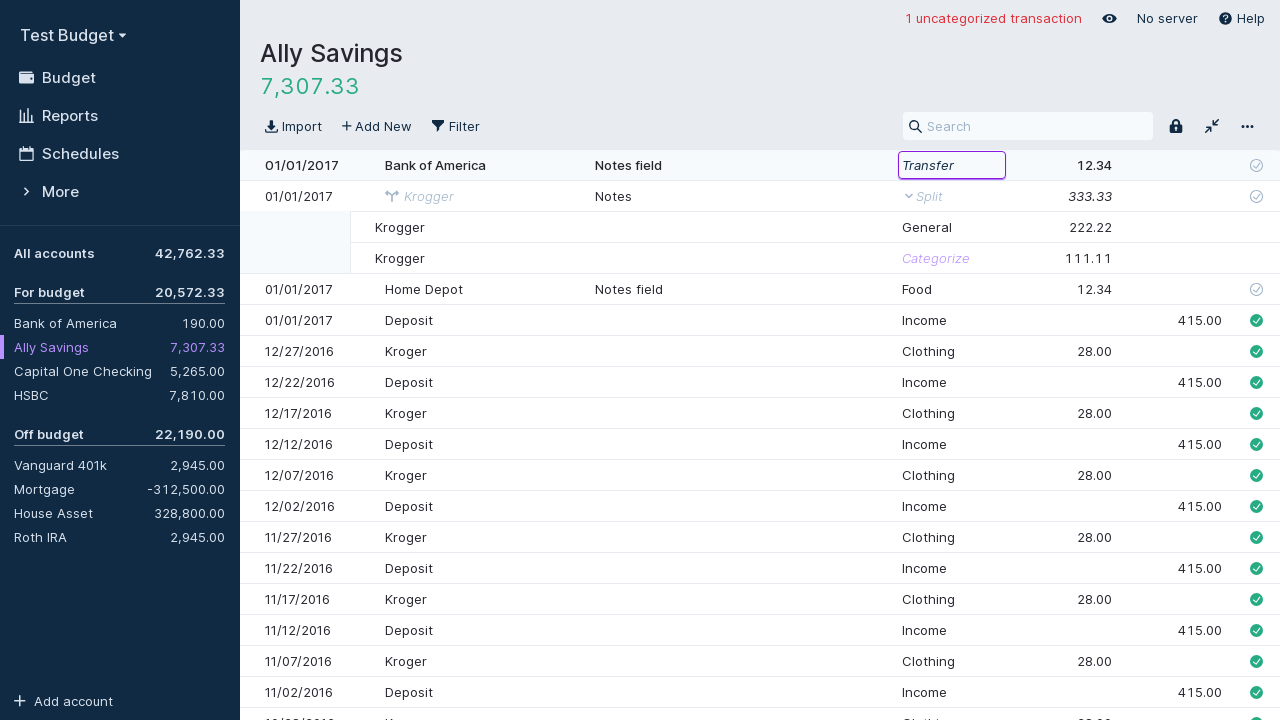 Test Budget
Budget
Reports
Schedules
More
All accounts 42,762.33
For budget 20,572.33
Bank of America 190.00
Ally Savings 7,307.33
Capital One Checking 5,265.00
HSBC 7,810.00
Off budget 22,190.00
Vanguard 401k 2,945.00
Mortgage -312,500.00
House Asset 328,800.00
Roth IRA 2,945.00
Add account
1 uncategorized transaction No server Help
Ally Savings
7,307.33
Import Add New Filter Search
01/01/2017 Bank of America Notes field Transfer 12.34
01/01/2017 Krogger Notes Split 333.33
Krogger General 222.22
Krogger Categorize 111.11
01/01/2017 Home Depot Notes field Food 12.34
01/01/2017 Deposit Income 415.00
12/27/2016 Kroger Clothing 28.00
12/22/2016 Deposit Income 415.00
12/17/2016 Kroger Clothing 28.00
12/12/2016 Deposit Income 415.00
12/07/2016 Kroger Clothing 28.00
12/02/2016 Deposit Income 415.00
11/27/2016 Kroger Clothing 28.00
11/22/2016 Deposit Income 415.00
11/17/2016 Kroger Clothing 28.00
11/12/2016 Deposit Income 415.00
11/07/2016 Kroger Clothing 28.00
11/02/2016 Deposit Income 415.00